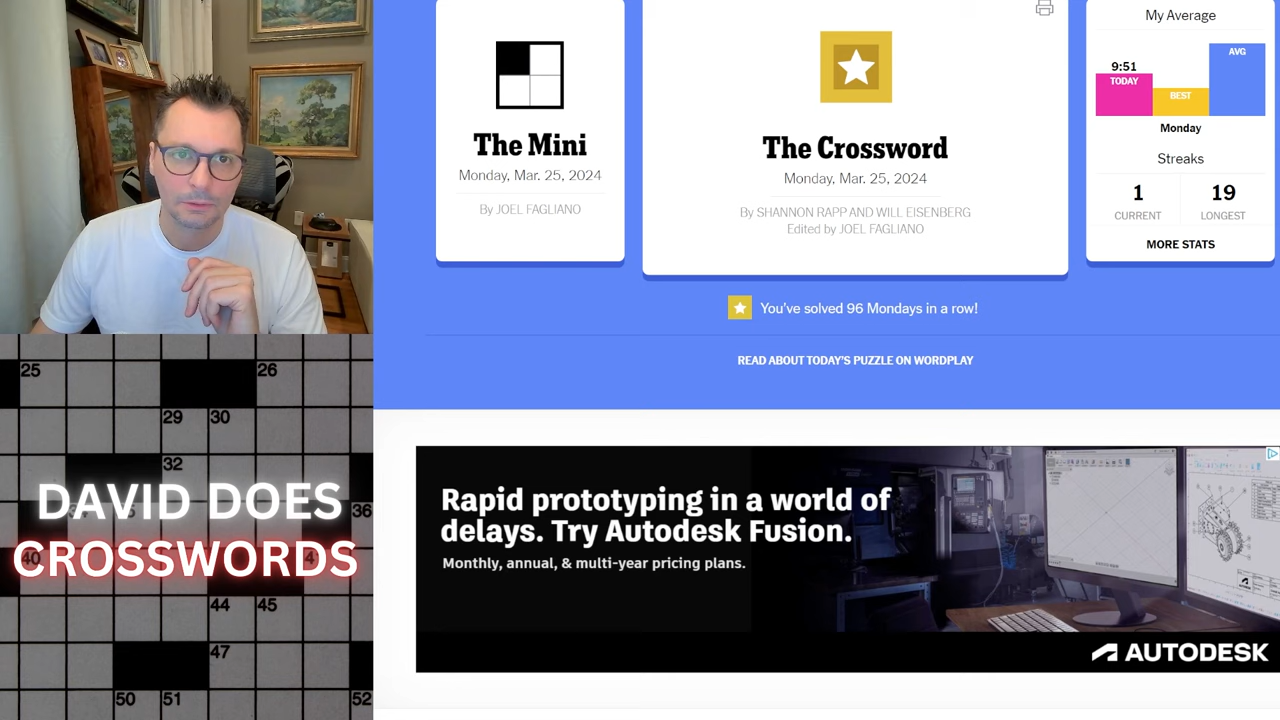 The Mini
Monday, Mar. 25, 2024
By JOEL FAGLIANO
The Crossword
Monday, Mar. 25, 2024
By SHANNON RAPP AND WILL EISENBERG
Edited by JOEL FAGLIANO
My Average
9:51
TODAY
BEST
AVG
Monday
Streaks
1
19
CURRENT
LONGEST
MORE STATS
You've solved 96 Mondays in a row!
READ ABOUT TODAY'S PUZZLE ON WORDPLAY
Rapid prototyping in a world of
delays. Try Autodesk Fusion.
Monthly, annual, & multi-year pricing plans.
AUTODESK
25
26
29 30
32
DAVID DOES
36
40
CROSSWORDS
44 45
47
50 51
52